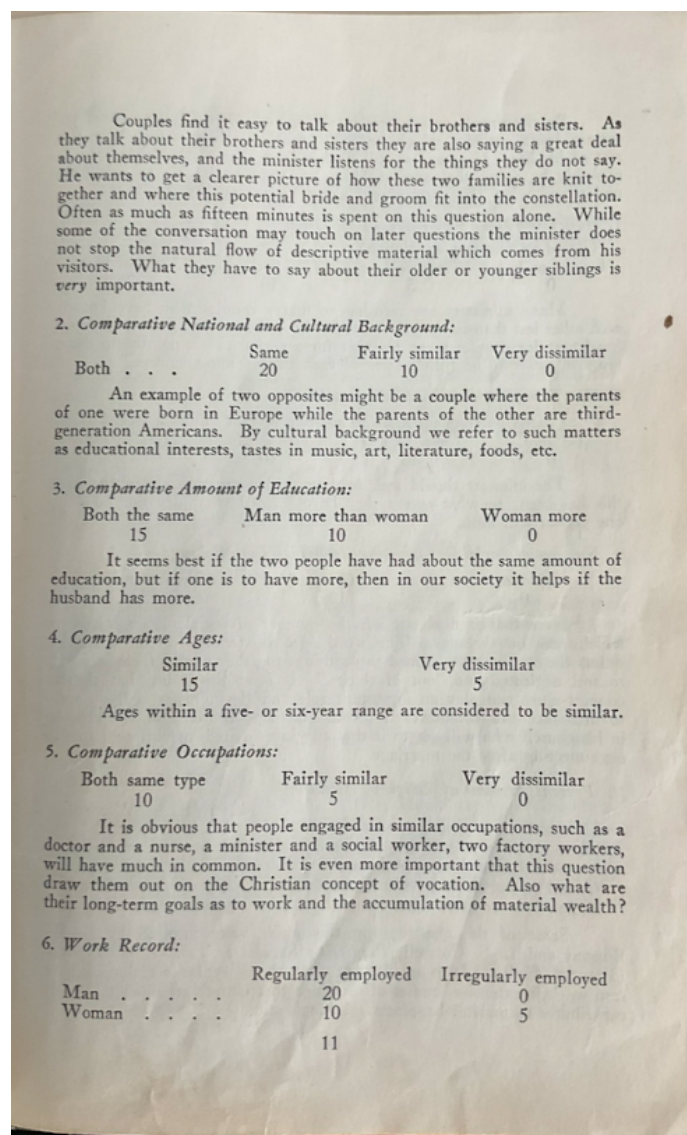 Couples find it easy to talk about their brothers and sisters. As
they talk about their brothers and sisters they are also saying a great deal
about themselves, and the minister listens for the things they do not say.
He wants to get a clearer picture of how these two families are knit to-
gether and where this potential bride and groom fit into the constellation.
Often as much as fifteen minutes is spent on this question alone. While
some of the conversation may touch on later questions the minister does
not stop the natural flow of descriptive material which comes from his
visitors. What they have to say about their older or younger siblings is
very important.
2. Comparative National and Cultural Background:
Same Fairly similar Very dissimilar
Both . . . 20 10 0
An example of two opposites might be a couple where the parents
of one were born in Europe while the parents of the other are third-
generation Americans. By cultural background we refer to such matters
as educational interests, tastes in music, art, literature, foods, etc.
3. Comparative Amount of Education:
Both the same Man more than woman Woman more
15 10 0
It seems best if the two people have had about the same amount of
education, but if one is to have more, then in our society it helps if the
husband has more.
4. Comparative Ages:
Similar Very dissimilar
15 5
Ages within a five- or six-year range are considered to be similar.
5. Comparative Occupations:
Both same type Fairly similar Very dissimilar
10 5 0
It is obvious that people engaged in similar occupations, such as a
doctor and a nurse, a minister and a social worker, two factory workers,
will have much in common. It is even more important that this question
draw them out on the Christian concept of vocation. Also what are
their long-term goals as to work and the accumulation of material wealth?
6. Work Record:
Regularly employed Irregularly employed
Man . . . . . 20 0
Woman . . . . 10 5
11